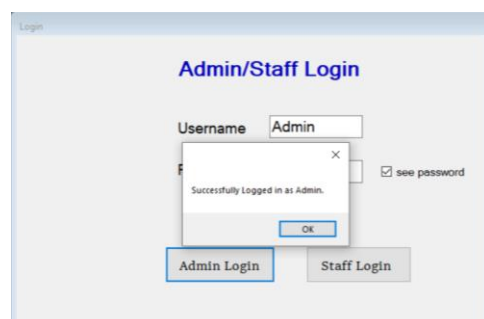 Login
Admin/Staff Login
Username Admin
see password
Successfully Logged in as Admin.
OK
Admin Login Staff Login